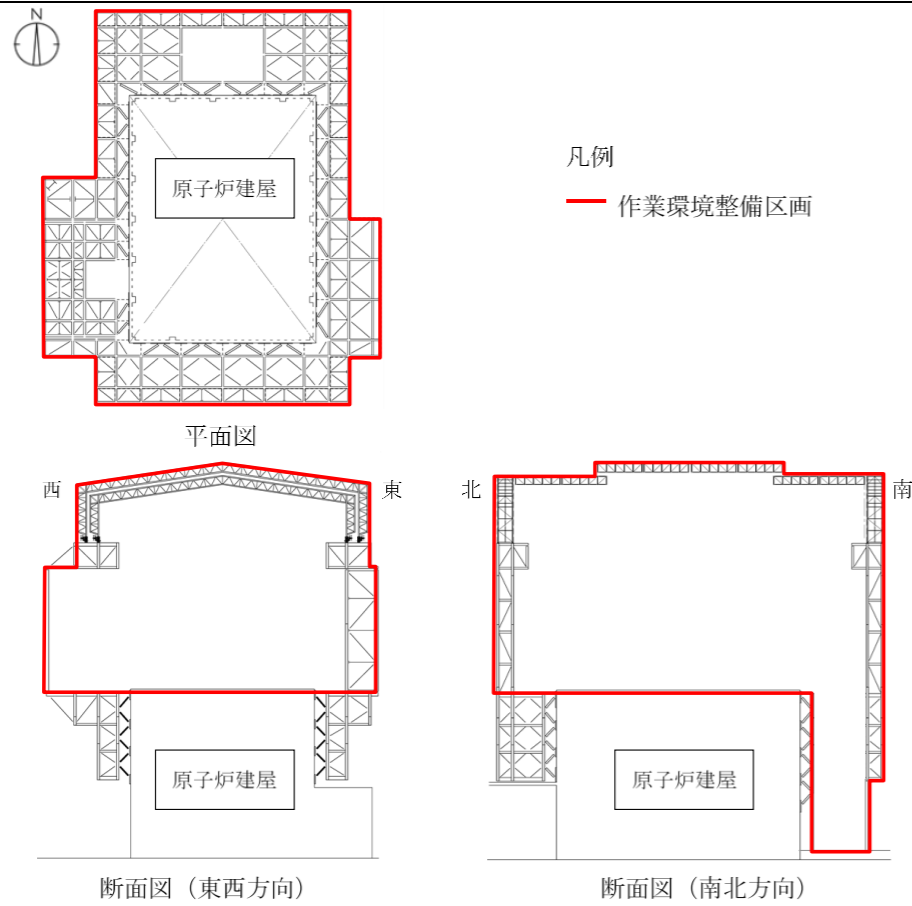 N
原子炉建屋
凡例
作業環境整備区画
平面図
西
東
北
南
原子炉建屋
原子炉建屋
断面図（東西方向）
断面図（南北方向）